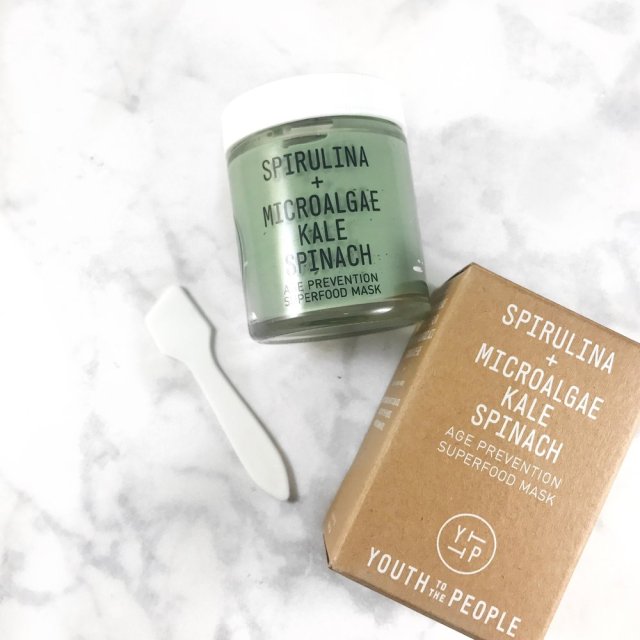 SPIRULINA
+
MICROALGAE
KALE
SPINACH
AGE PREVENTION
SUPERFOOD MASK
SPIRULINA
+
MICROALGAE
KALE
SPINACH
AGE PREVENTION
SUPERFOOD MASK
YTTP
YOUTH TO THE PEOPLE